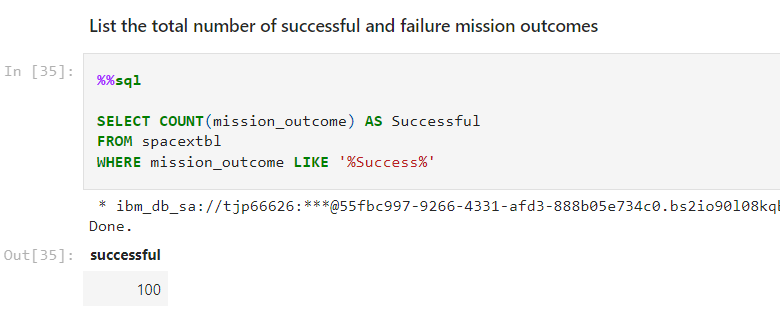 List the total number of successful and failure mission outcomes
In [35]:
%%sql
SELECT COUNT(mission_outcome) AS Successful
FROM spacextbl
WHERE mission_outcome LIKE '%Success%'
* ibm_db_sa://tjp66626:***@55fbc997-9266-4331-afd3-888b05e734c0.bs2io90l08kqb
Done.
Out[35]:
successful
100